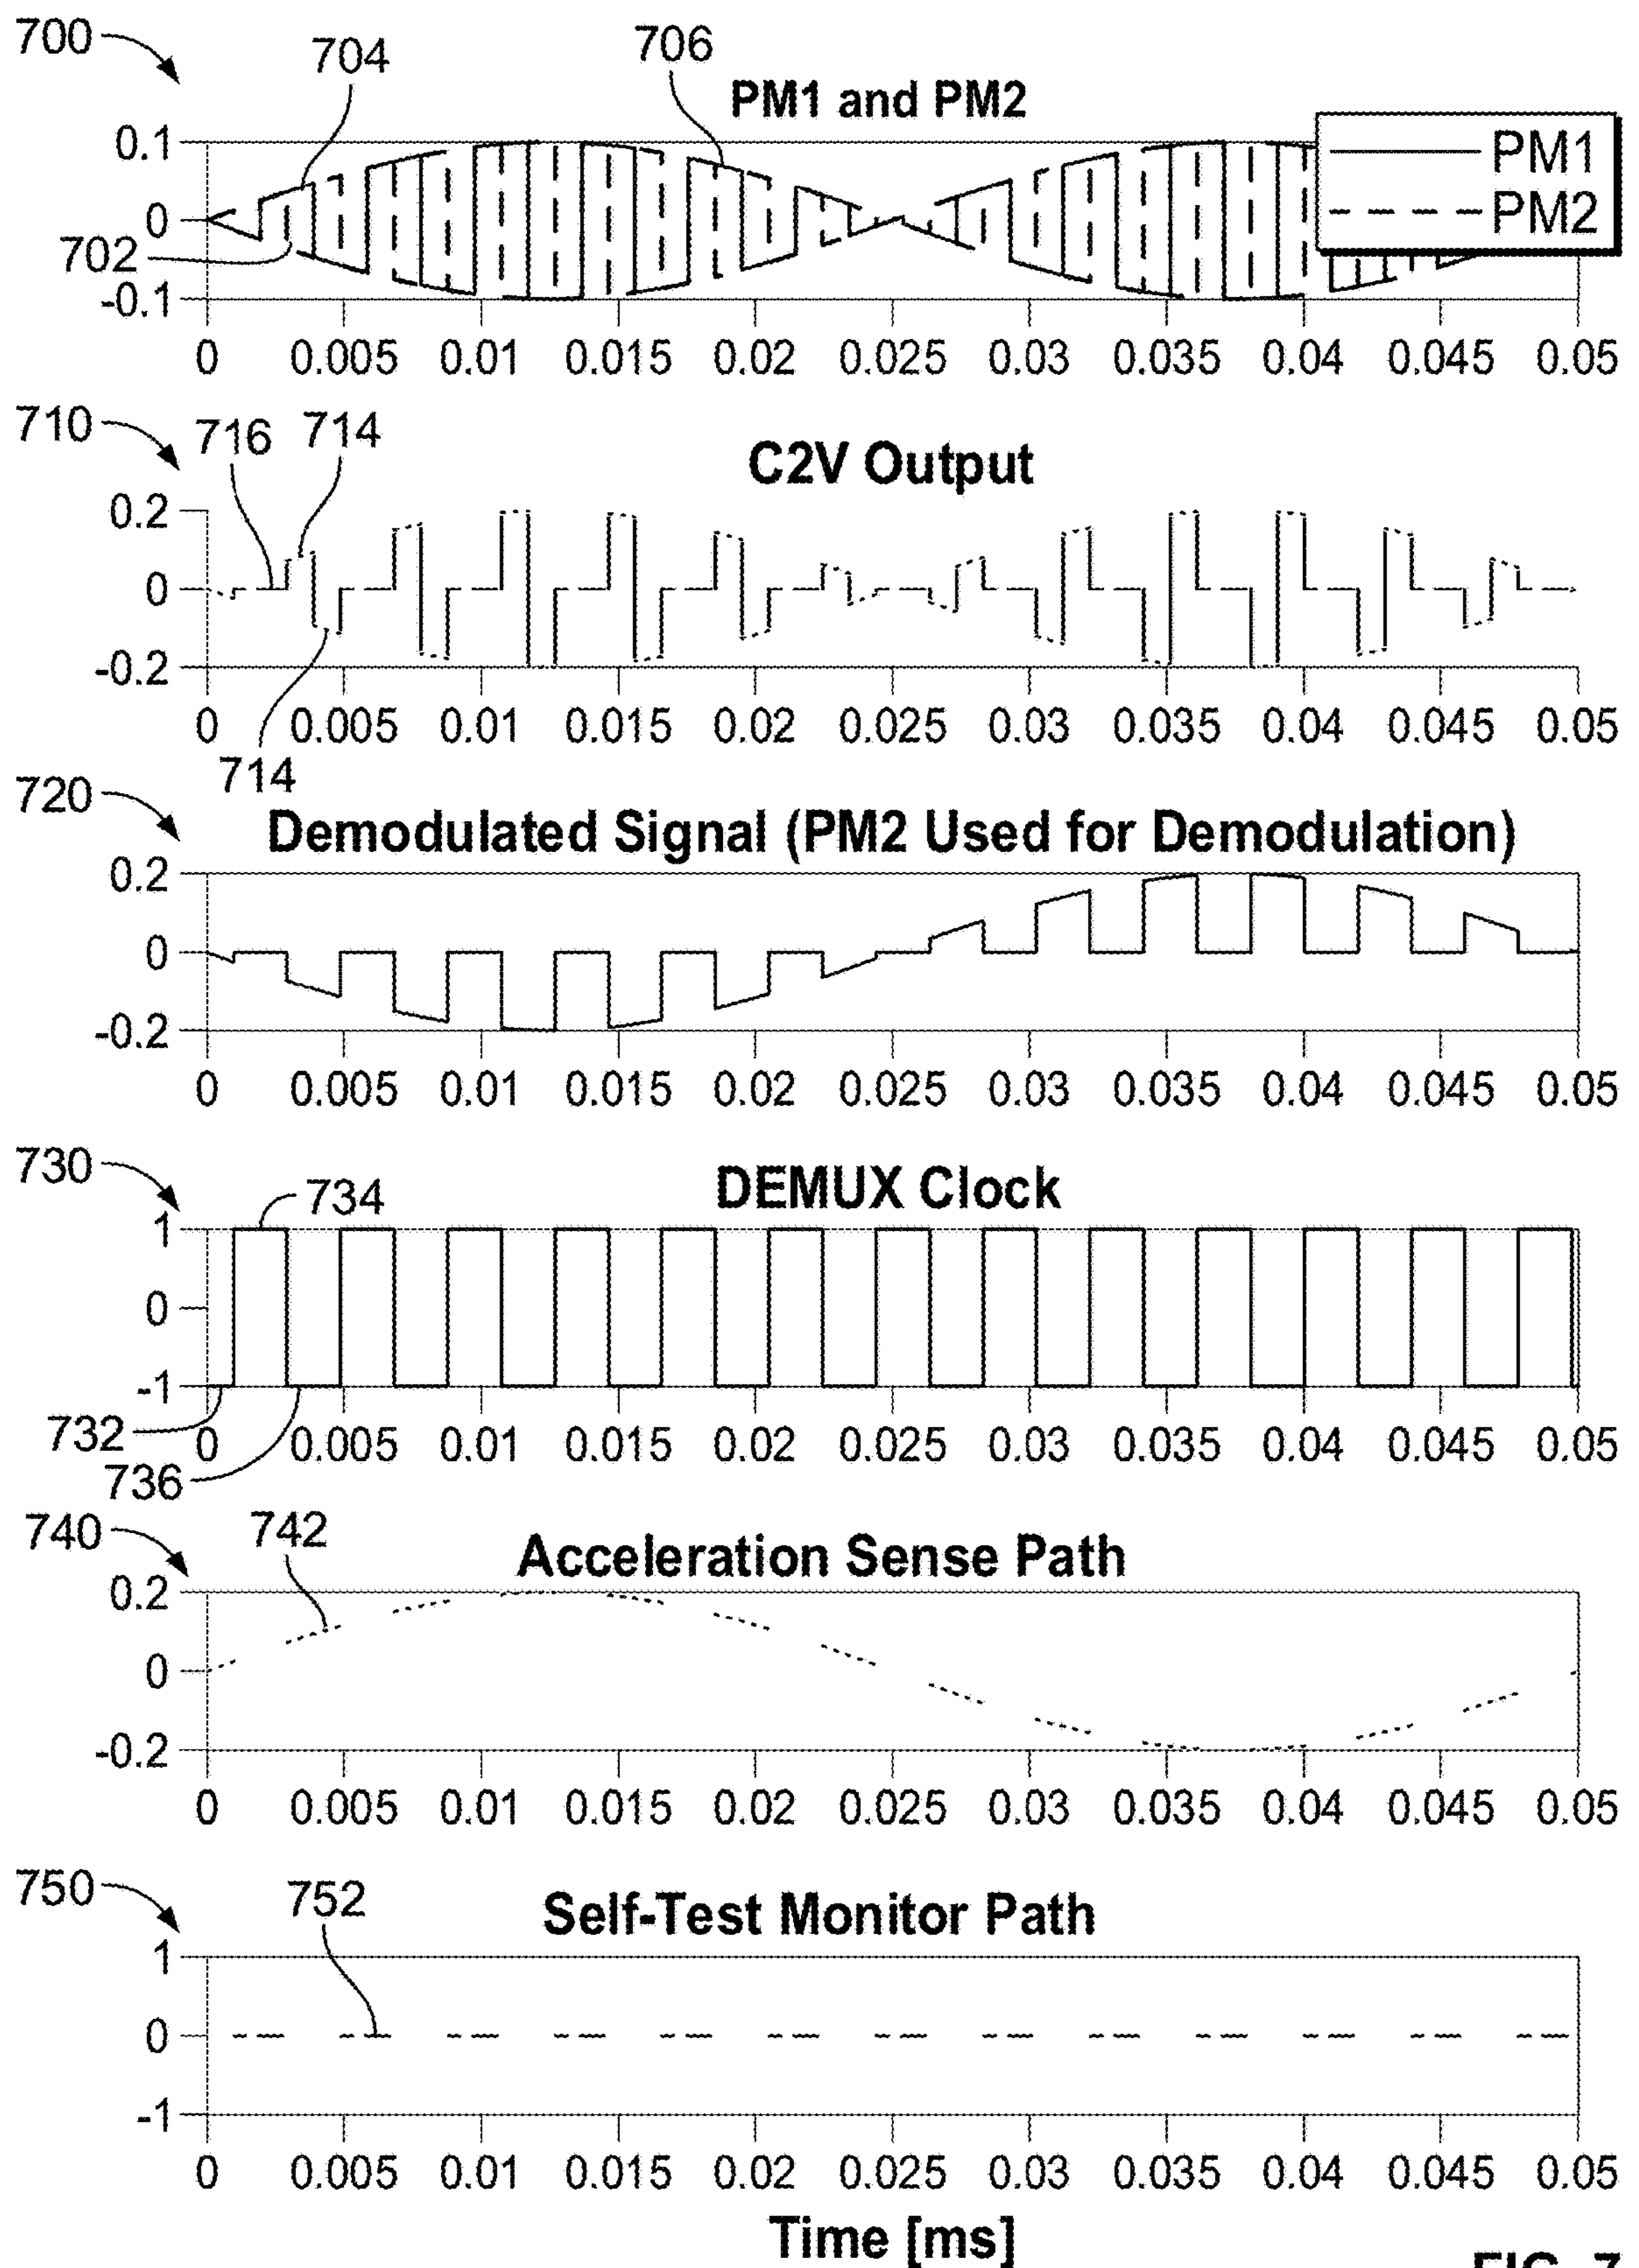 700
704
706
PM1 and PM2
PM1
PM2
0.1
0
702
-0.1
0 0.005 0.01 0.015 0.02 0.025 0.03 0.035 0.04 0.045 0.05
710
716 714
C2V Output
0.2
0
-0.2
0 0.005 0.01 0.015 0.02 0.025 0.03 0.035 0.04 0.045 0.05
714
720
Demodulated Signal (PM2 Used for Demodulation)
0.2
0
-0.2
0 0.005 0.01 0.015 0.02 0.025 0.03 0.035 0.04 0.045 0.05
730
734
DEMUX Clock
1
0
-1
732
0 0.005 0.01 0.015 0.02 0.025 0.03 0.035 0.04 0.045 0.05
736
740
742
Acceleration Sense Path
0.2
0
-0.2
0 0.005 0.01 0.015 0.02 0.025 0.03 0.035 0.04 0.045 0.05
750
752
Self-Test Monitor Path
1
0
-1
0 0.005 0.01 0.015 0.02 0.025 0.03 0.035 0.04 0.045 0.05
Time [ms]
FIG. 7